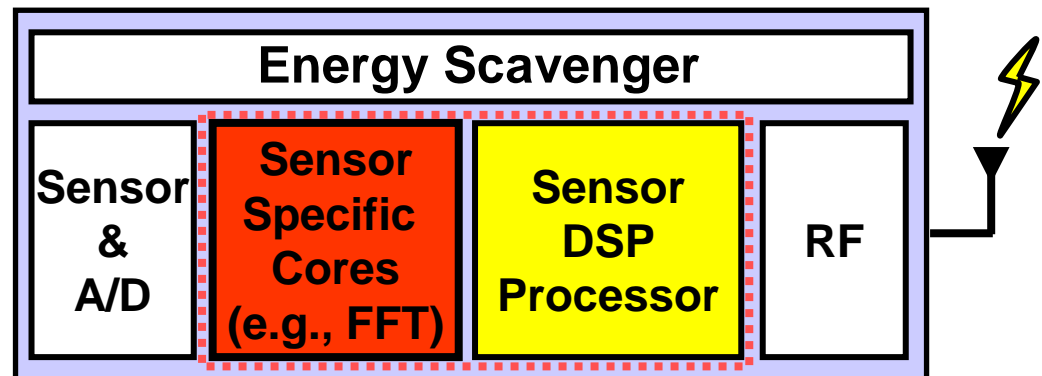 Energy Scavenger
Sensor
&
A/D
Sensor
Specific
Cores
(e.g., FFT)
Sensor
DSP
Processor
RF